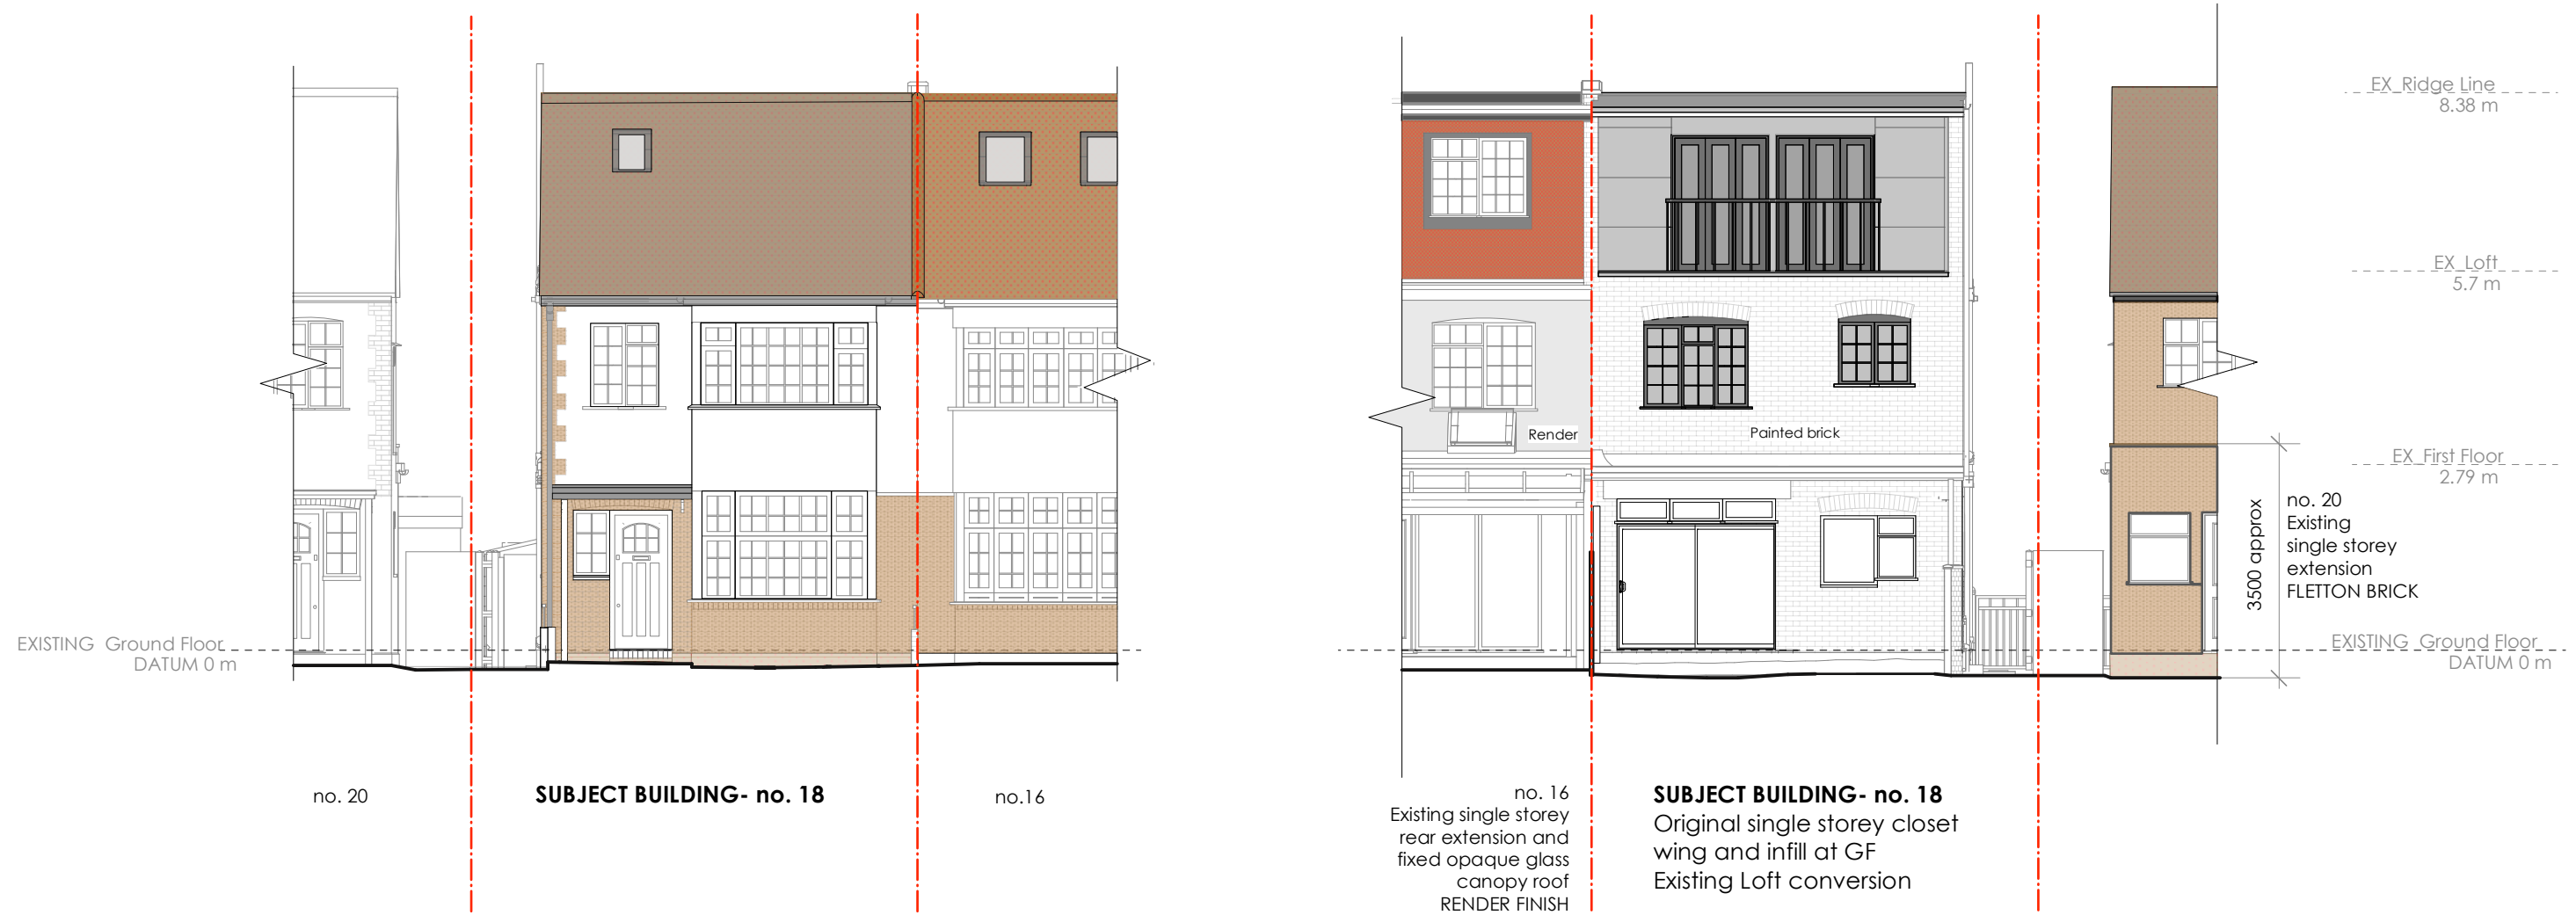 EX_Ridge Line
8.38 m
EX_Loft
5.7 m
Render
Painted brick
EX_First Floor
2.79 m
3500 approx
no. 20
Existing
single storey
extension
FLETTON BRICK
EXISTING Ground Floor
DATUM 0 m
EXISTING Ground Floor
DATUM 0 m
no. 20
SUBJECT BUILDING- no. 18
no.16
no. 16
Existing single storey
rear extension and
fixed opaque glass
canopy roof
RENDER FINISH
SUBJECT BUILDING- no. 18
Original single storey closet
wing and infill at GF
Existing Loft conversion